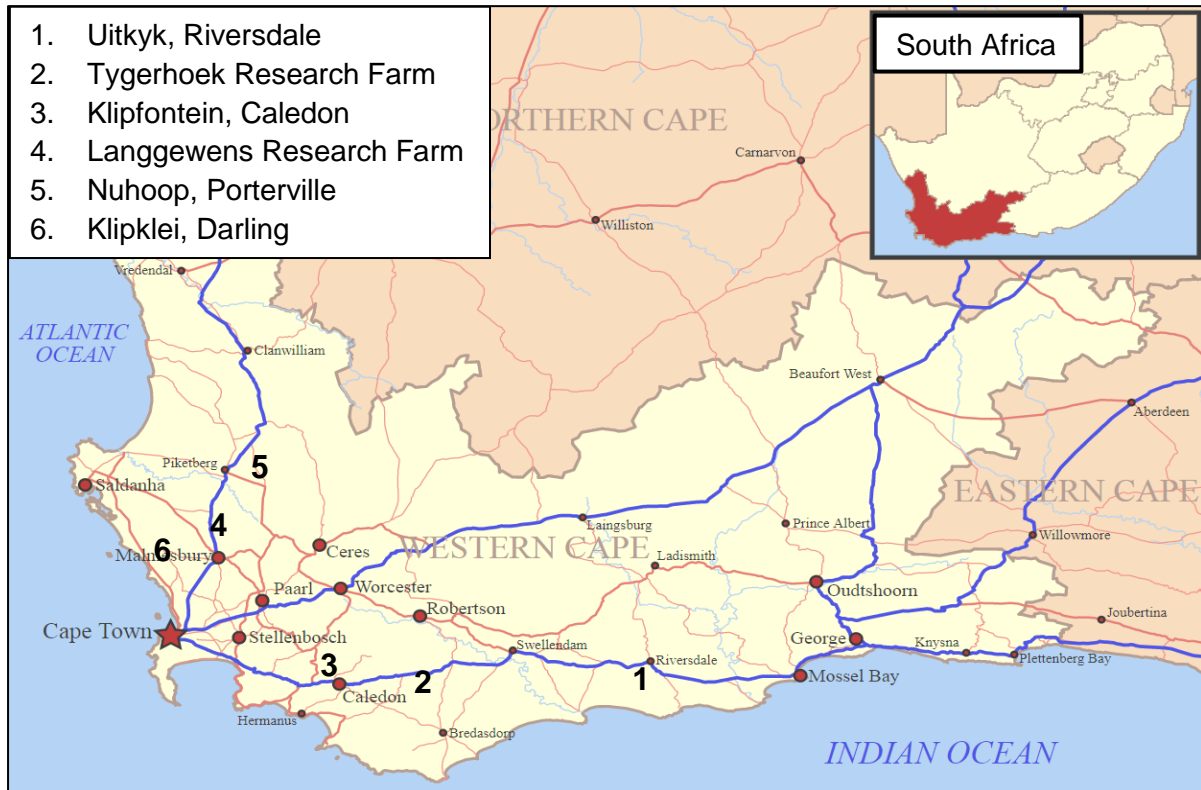 1. Uitkyk, Riversdale
2. Tygerhoek Research Farm
3. Klipfontein, Caledon
4. Langgewens Research Farm
5. Nuhoop, Porterville
6. Klipklei, Darling
South Africa
ORTHERN CAPE
Carnarvon
Williston
Vredendal
ATLANTIC
OCEAN
Clanwilliam
Beaufort West
Aberdeen
Piketberg
5
Saldanha
EASTERN CAPE
4
Laingsburg
Prince Albert
Willowmore
6
Malmesbury
Ceres
WESTERN CAPE
Ladismith
Paarl
Worcester
Oudtshoorn
Robertson
Joubertina
Cape Town
Stellenbosch
George
Knysna
Swellendam
Plettenberg Bay
3
2
Riversdale
1
Caledon
Mossel Bay
Hermanus
Bredasdorp
INDIAN OCEAN